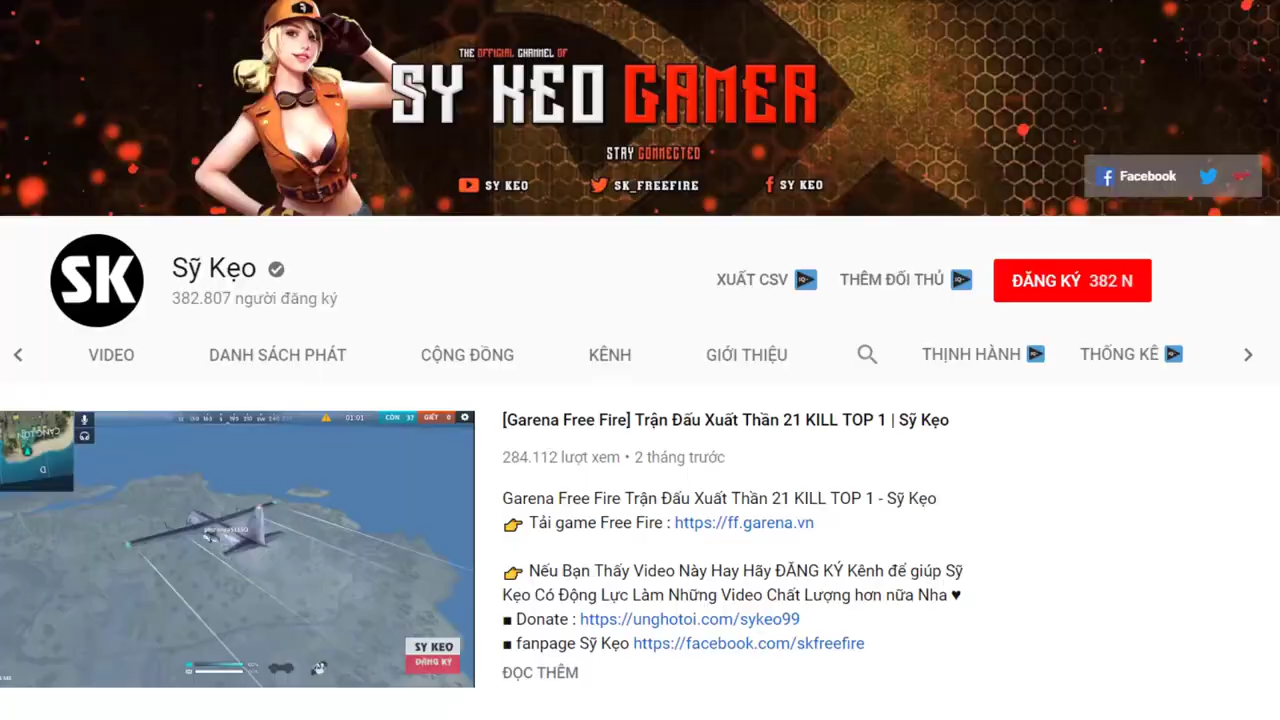 THE OFFICIAL CHANNEL OF
SY KEO GAMER
STAY CONNECTED
SY KEO
SK_FREEFIRE
SY KEO
Facebook
SK
Sỹ Kẹo
382.807 người đăng ký
XUẤT CSV
THÊM ĐỐI THỦ
ĐĂNG KÝ 382 N
VIDEO
DANH SÁCH PHÁT
CỘNG ĐỒNG
KÊNH
GIỚI THIỆU
THỊNH HÀNH
THỐNG KÊ
01:01
CÒN 37
GIẾT 0
SY KEO
ĐĂNG KÝ
[Garena Free Fire] Trận Đấu Xuất Thần 21 KILL TOP 1 | Sỹ Kẹo
284.112 lượt xem • 2 tháng trước
Garena Free Fire Trận Đấu Xuất Thần 21 KILL TOP 1 - Sỹ Kẹo
👉 Tải game Free Fire : https://ff.garena.vn
👉 Nếu Bạn Thấy Video Này Hay Hãy ĐĂNG KÝ Kênh để giúp Sỹ
Kẹo Có Động Lực Làm Những Video Chất Lượng hơn nữa Nha ♥
■ Donate : https://unghotoi.com/sykeo99
■ fanpage Sỹ Kẹo https://facebook.com/skfreefire
ĐỌC THÊM